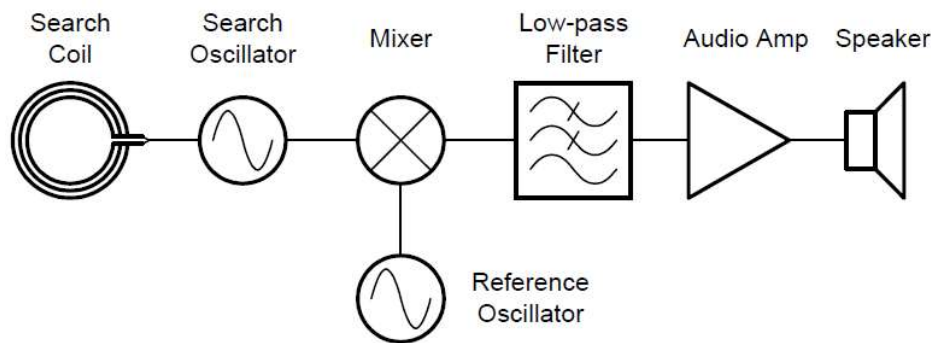 Search
Coil
Search
Oscillator
Mixer
Low-pass
Filter
Audio Amp
Speaker
Reference
Oscillator